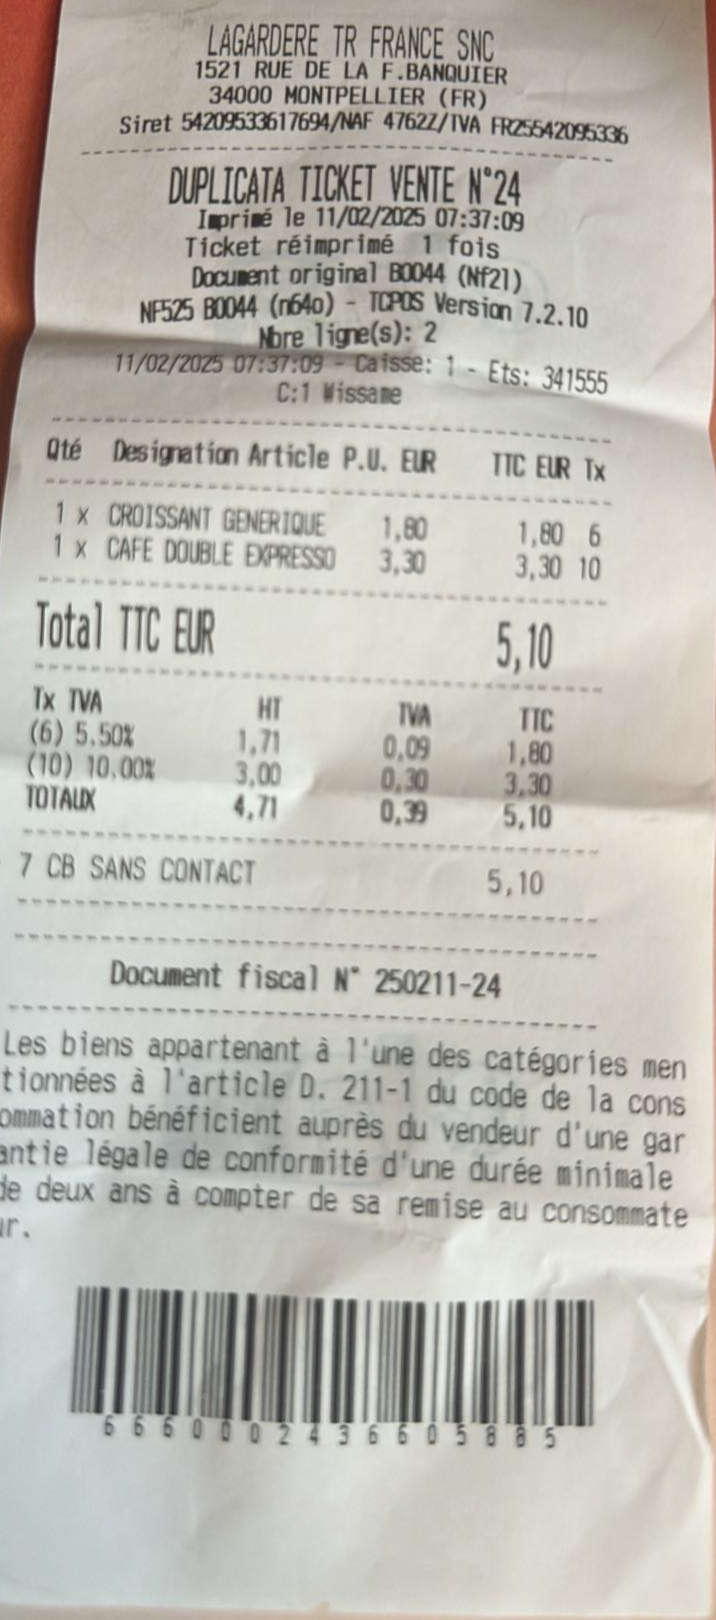 LAGARDERE TR FRANCE SNC
1521 RUE DE LA F.BANQUIER
34000 MONTPELLIER (FR)
Siret 54209533617694/NAF 4762Z/TVA FR25542095336
DUPLICATA TICKET VENTE N°24
Imprimé le 11/02/2025 07:37:09
Ticket réimprimé 1 fois
Document original B0044 (Nf21)
NF525 B0044 (n64o) - TCPOS Version 7.2.10
Nbre ligne(s): 2
11/02/2025 07:37:09 - Caisse: 1 - Ets: 341555
C:1 Wissame
Qté Designation Article P.U. EUR TTC EUR Tx
1 x CROISSANT GENERIQUE 1,80 1,80 6
1 x CAFE DOUBLE EXPRESSO 3,30 3,30 10
Total TTC EUR 5,10
Tx TVA HT TVA TTC
(6) 5.50% 1,71 0,09 1,80
(10) 10.00% 3,00 0,30 3,30
TOTAUX 4,71 0,39 5,10
7 CB SANS CONTACT 5,10
Document fiscal N° 250211-24
Les biens appartenant à l'une des catégories men
tionnées à l'article D. 211-1 du code de la cons
ommation bénéficient auprès du vendeur d'une gar
antie légale de conformité d'une durée minimale
de deux ans à compter de sa remise au consommate
ur.
6660002436605885